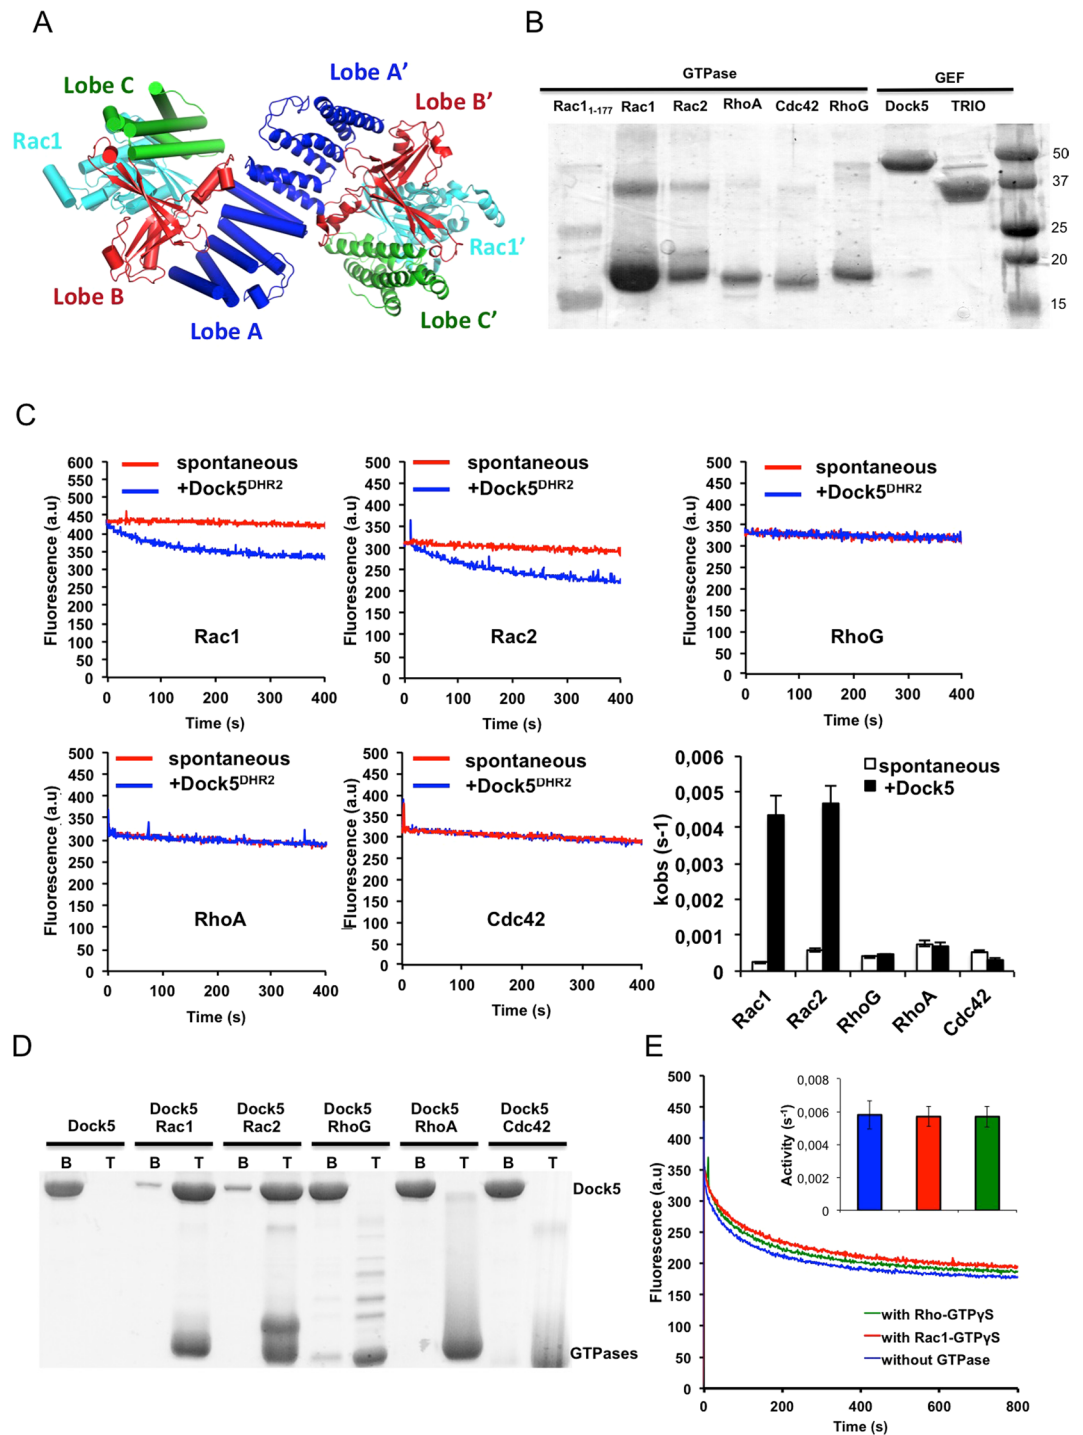 A
Lobe C
Rac1
Lobe B
Lobe A
Lobe A’
Lobe B’
Rac1’
Lobe C’
B
GTPase
GEF
Rac11-177 Rac1 Rac2 RhoA Cdc42 RhoG Dock5 TRIO
50
37
25
20
15
C
spontaneous
+Dock5DHR2
600
550
500
450
400
350
300
250
200
150
100
50
0
Fluorescence (a.u)
Rac1
0 100 200 300 400
Time (s)
spontaneous
+Dock5DHR2
500
450
400
350
300
250
200
150
100
50
0
Fluorescence (a.u)
Rac2
0 100 200 300 400
Time (s)
spontaneous
+Dock5DHR2
500
450
400
350
300
250
200
150
100
50
0
Fluorescence (a.u)
RhoG
0 100 200 300 400
Time (s)
spontaneous
+Dock5DHR2
500
450
400
350
300
250
200
150
100
50
0
Fluorescence (a.u)
RhoA
0 100 200 300 400
Time (s)
spontaneous
+Dock5DHR2
500
450
400
350
300
250
200
150
100
50
0
Fluorescence (a.u)
Cdc42
0 100 200 300 400
Time (s)
spontaneous
+Dock5
0,006
0,005
0,004
0,003
0,002
0,001
0
kobs (s-1)
Rac1 Rac2 RhoG RhoA Cdc42
D
Dock5
Dock5 Rac1
Dock5 Rac2
Dock5 RhoG
Dock5 RhoA
Dock5 Cdc42
B T B T B T B T B T B T
Dock5
GTPases
E
500
450
400
350
300
250
200
150
100
50
0
Fluorescence (a.u)
0,008
0,006
0,004
0,002
0
Activity (s-1)
with Rho-GTPγS
with Rac1-GTPγS
without GTPase
0 200 400 600 800
Time (s)